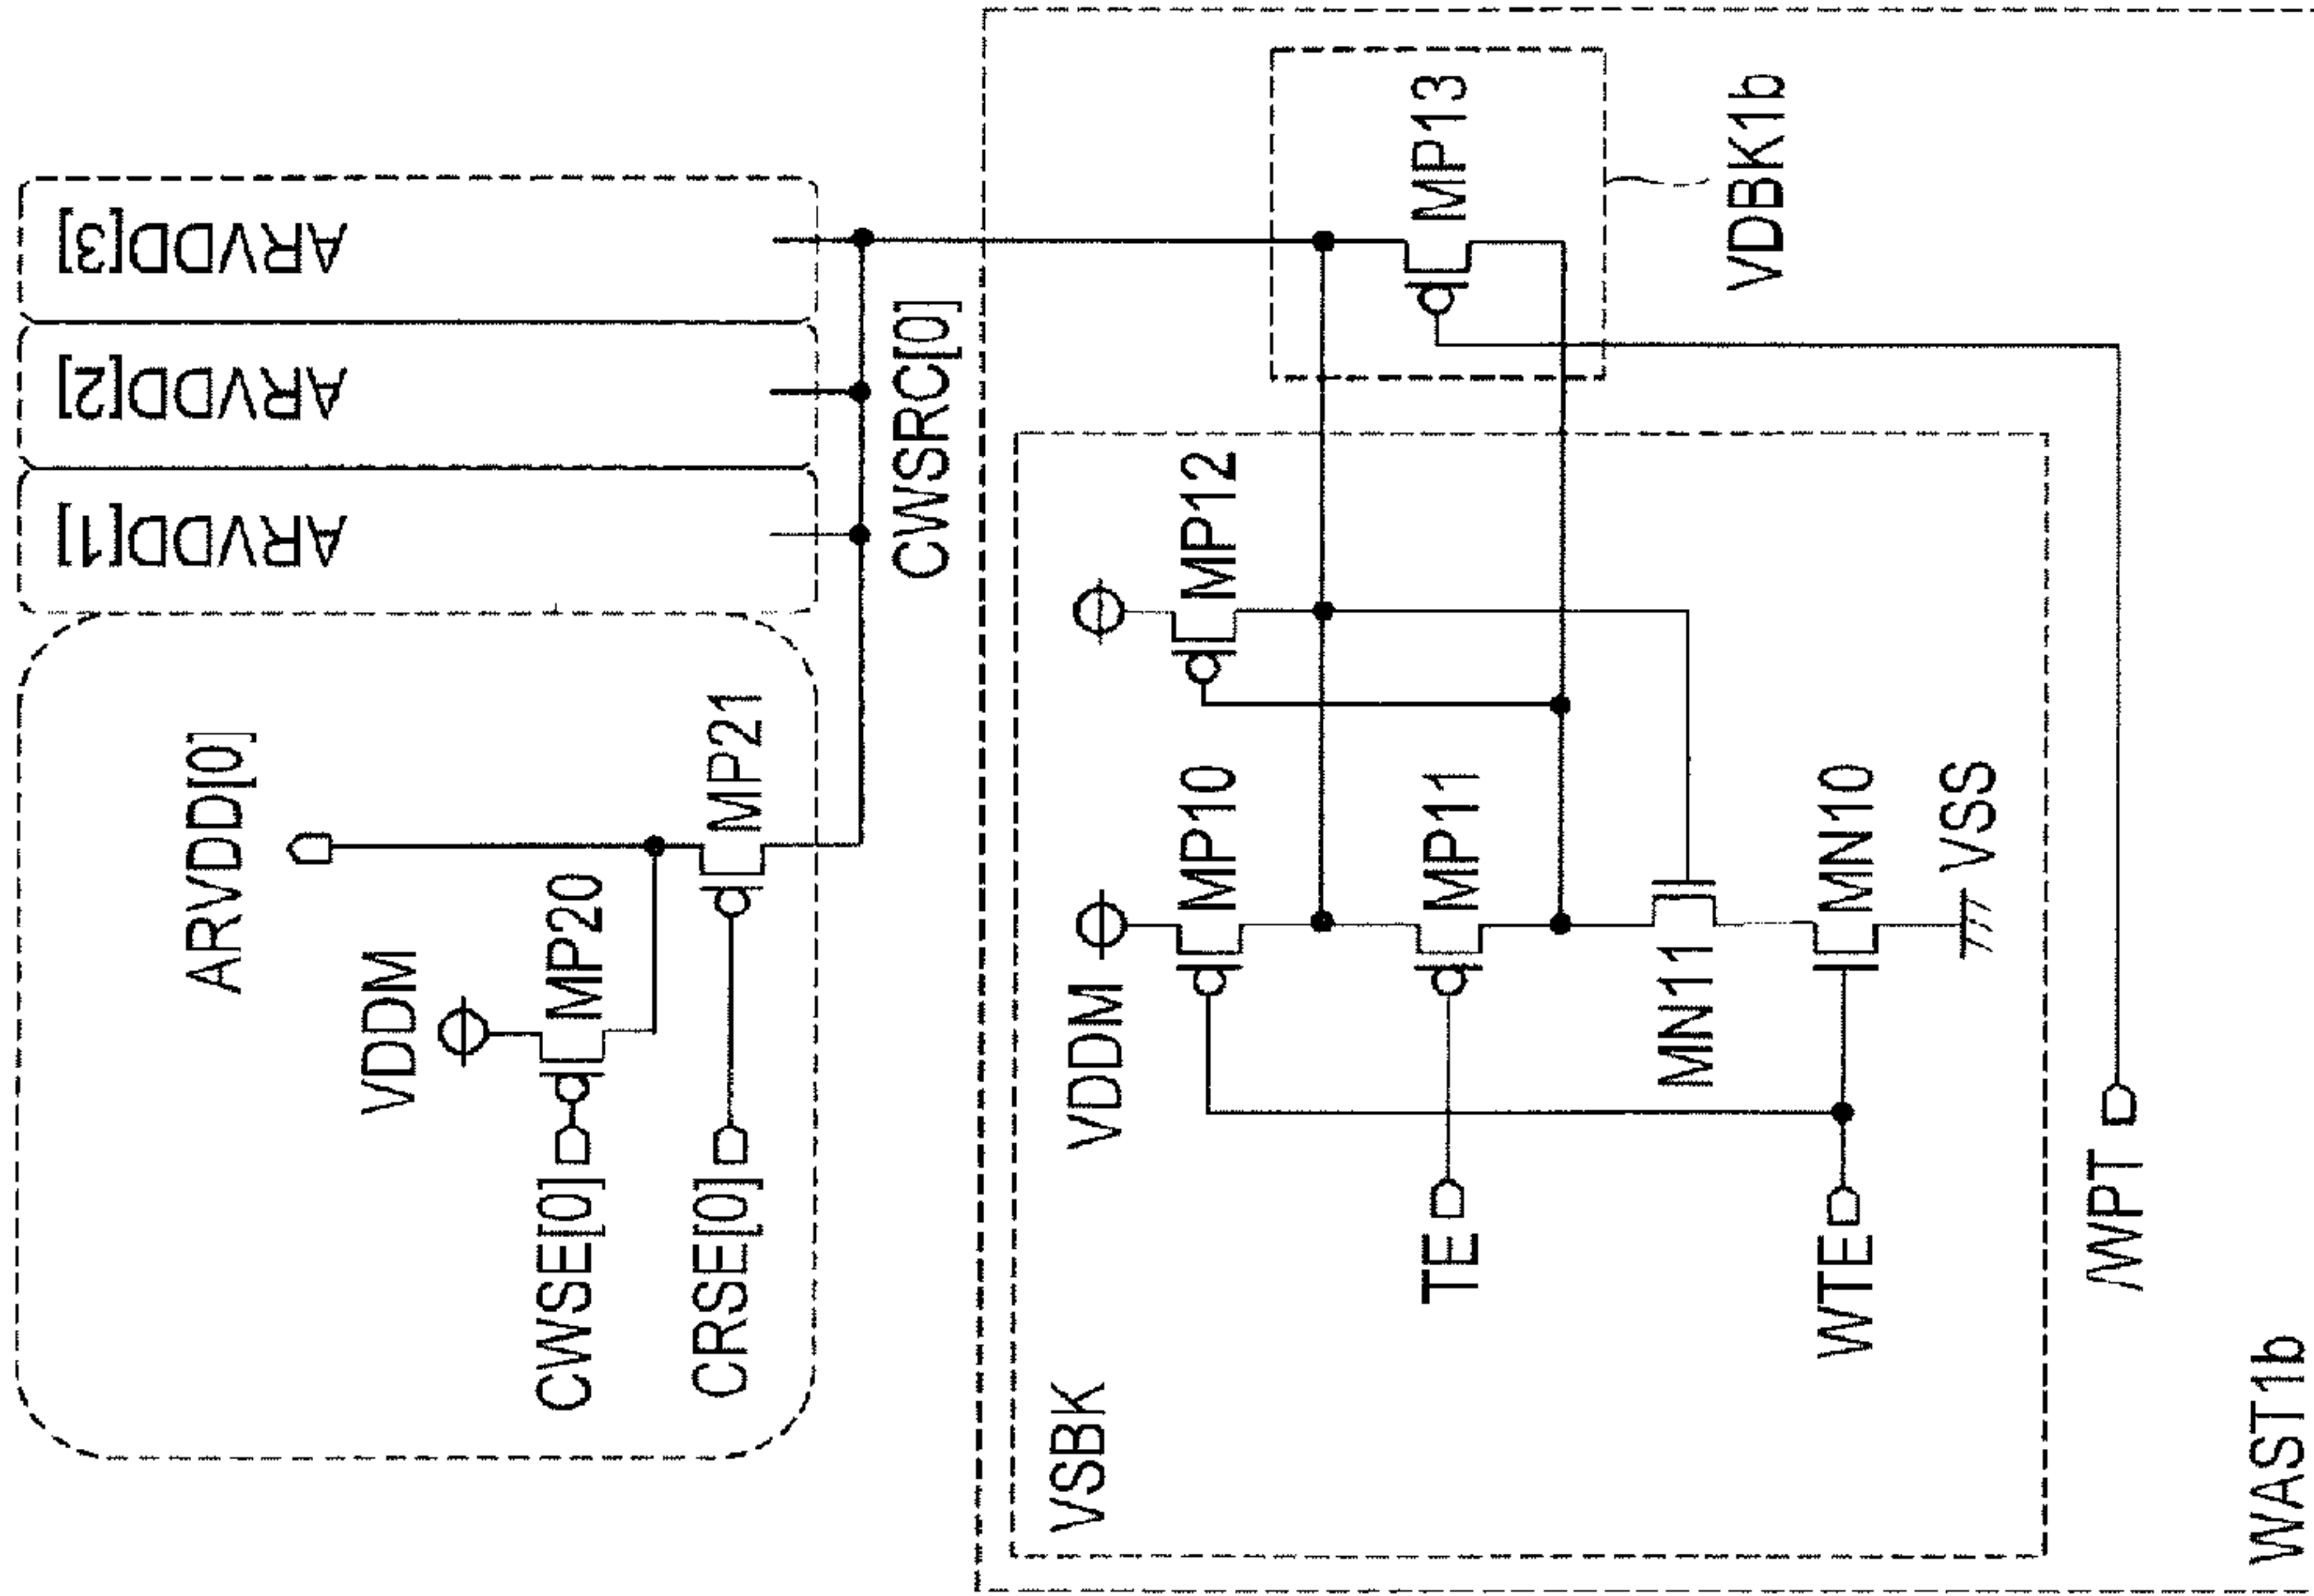 ARVDD[3]
ARVDD[2]
ARVDD[1]
ARVDD[0]
VDDM
MP20
MP21
CWSE[0]
CRSE[0]
CWSRC[0]
MP13
VDBK1b
MP12
VDDM
MP10
MP11
MN11
MN10
VSS
TE
WTE
VSBK
/WPT
WAST1b